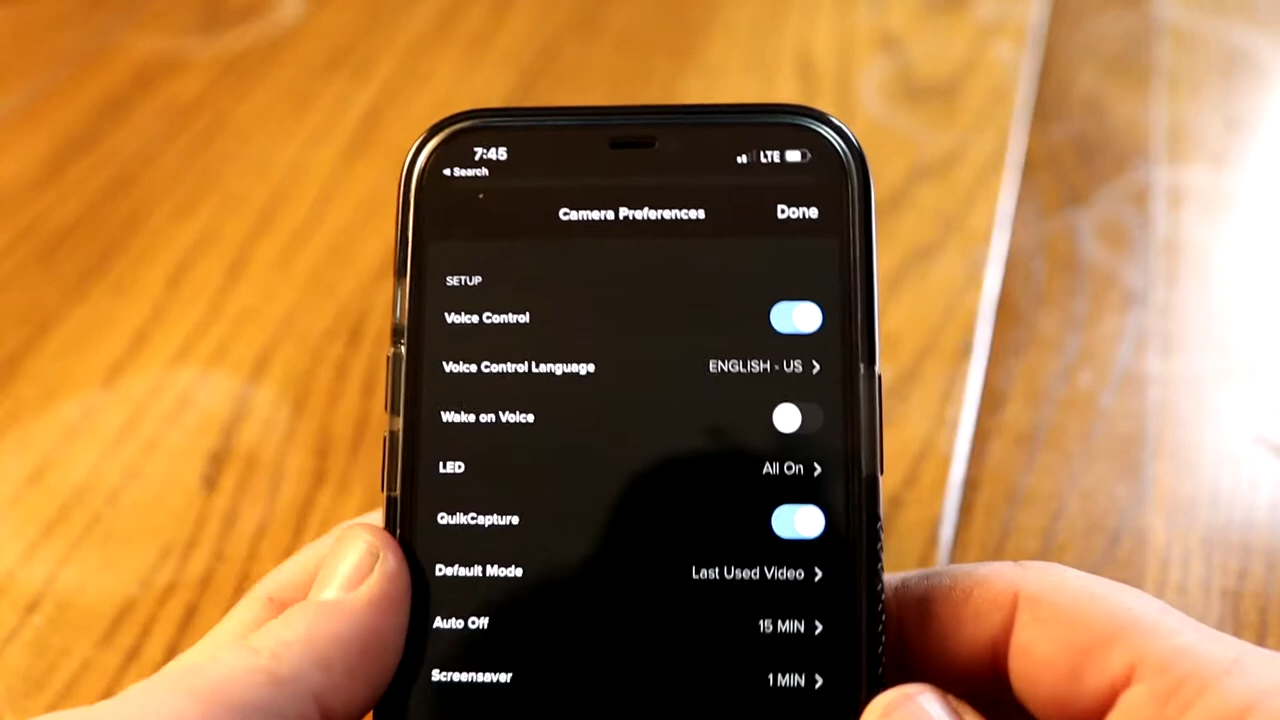 7:45 LTE
◀ Search
Camera Preferences Done
SETUP
Voice Control
Voice Control Language ENGLISH - US >
Wake on Voice
LED All On >
QuikCapture
Default Mode Last Used Video >
Auto Off 15 MIN >
Screensaver 1 MIN >